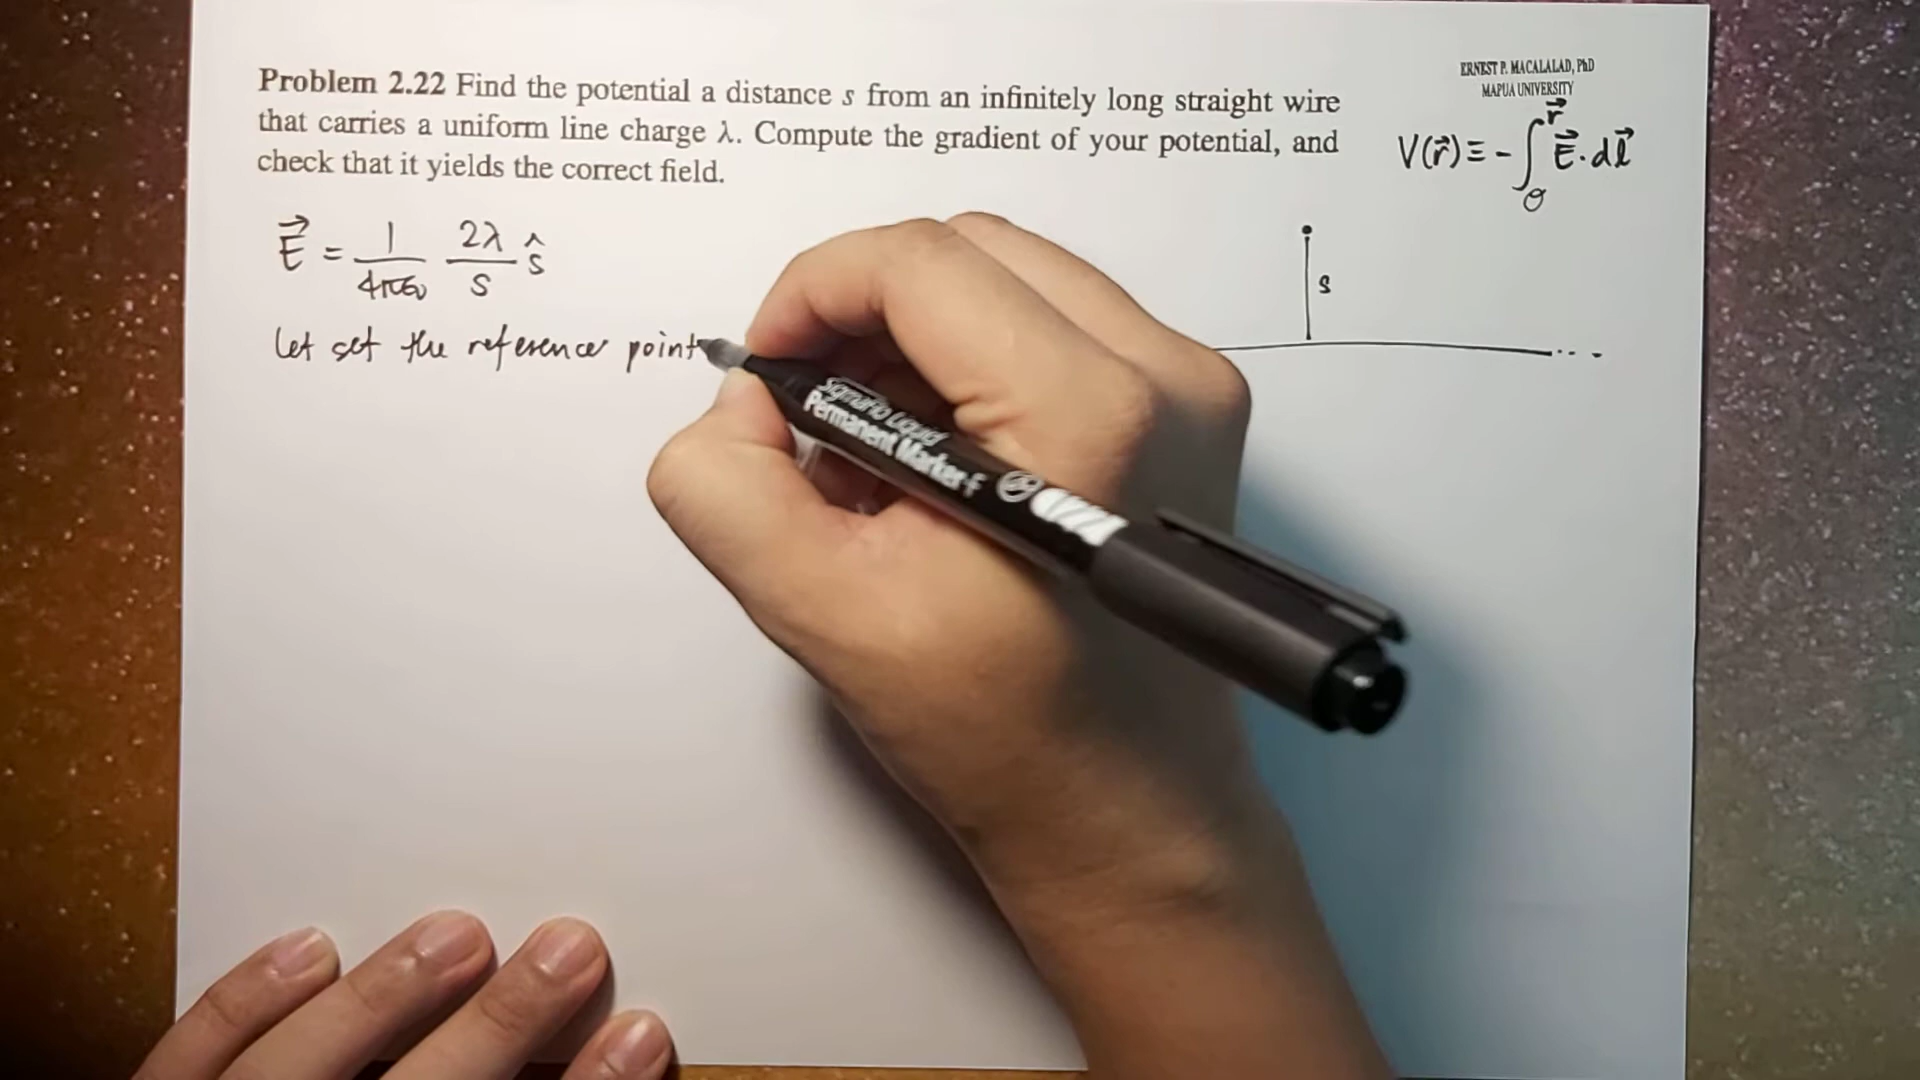 Problem 2.22 Find the potential a distance s from an infinitely long straight wire
that carries a uniform line charge λ. Compute the gradient of your potential, and
check that it yields the correct field.
ERNEST P. MACALALAD, PhD
MAPUA UNIVERSITY
V(r⃗) ≡ - ∫_O^r⃗ E⃗ · dl⃗
E⃗ = 1/4πε₀ 2λ/s ŝ
s
let set the reference point
Permanent Marker-F